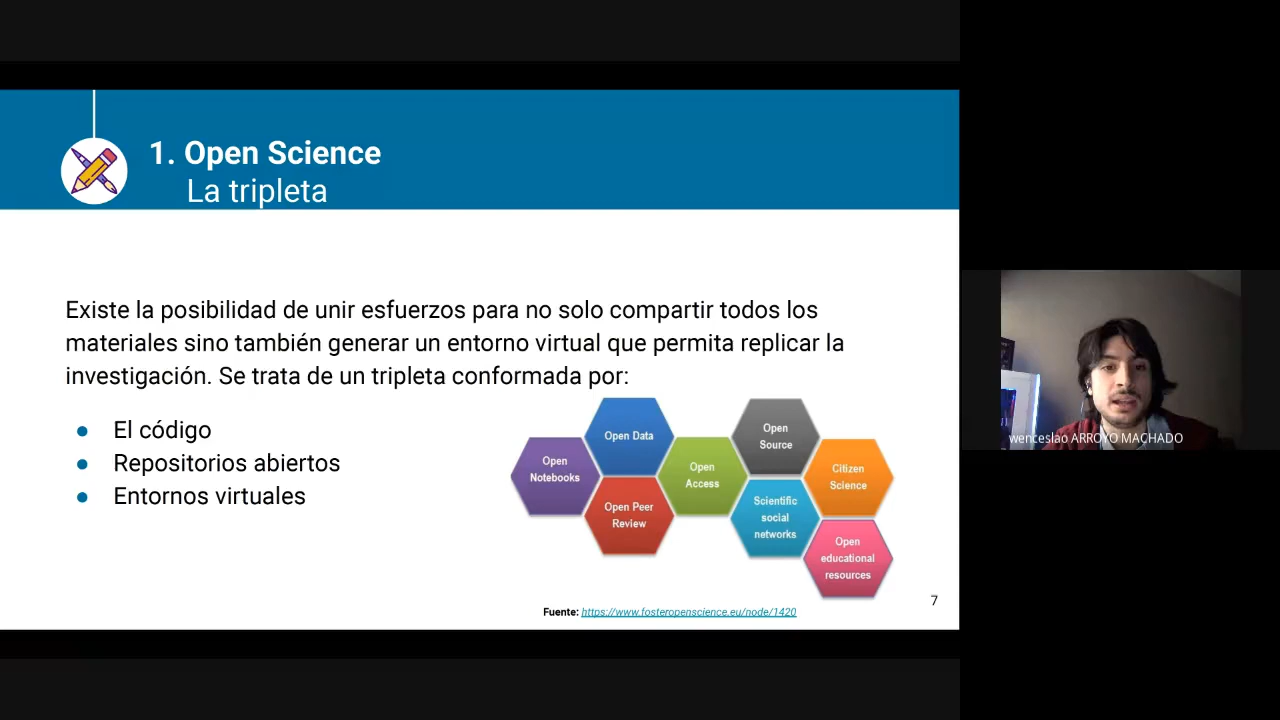 1. Open Science
La tripleta
Existe la posibilidad de unir esfuerzos para no solo compartir todos los
materiales sino también generar un entorno virtual que permita replicar la
investigación. Se trata de un tripleta conformada por:
● El código
● Repositorios abiertos
● Entornos virtuales
Open
Notebooks
Open Data
Open Peer
Review
Open
Access
Open
Source
Scientific
social
networks
Citizen
Science
Open
educational
resources
Fuente: https://www.fosteropenscience.eu/node/1420
7
wenceslao ARROYO MACHADO